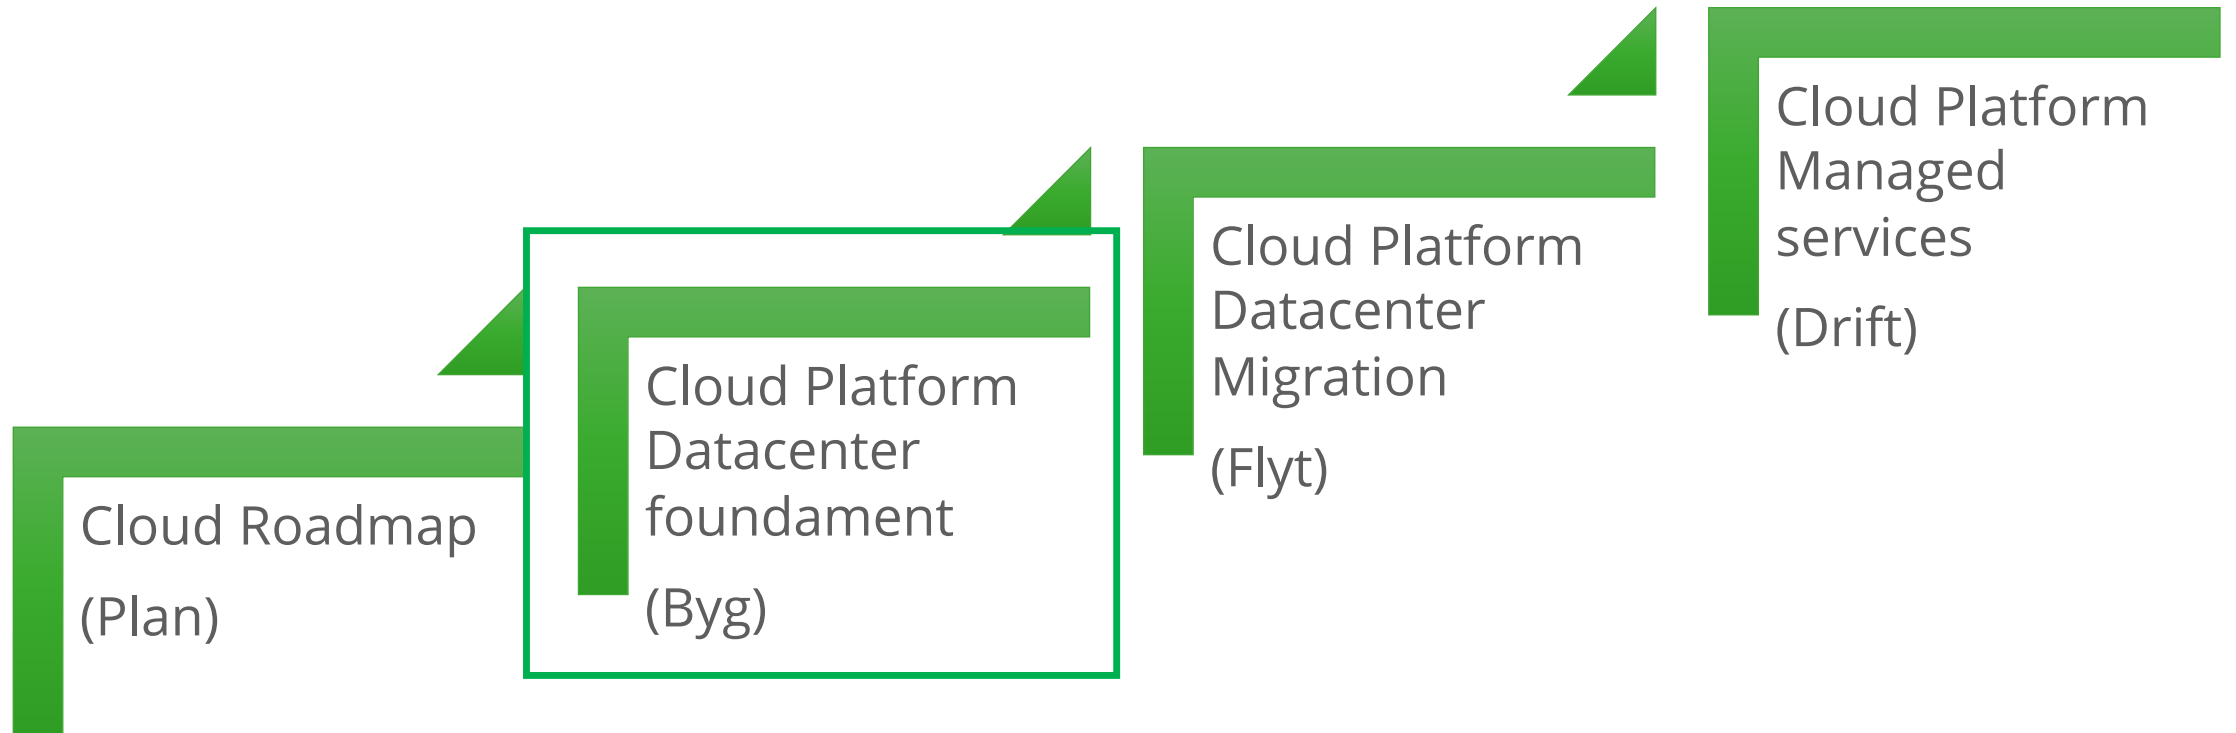 Cloud Roadmap
(Plan)
Cloud Platform
Datacenter
foundament
(Byg)
Cloud Platform
Datacenter
Migration
(Flyt)
Cloud Platform
Managed
services
(Drift)